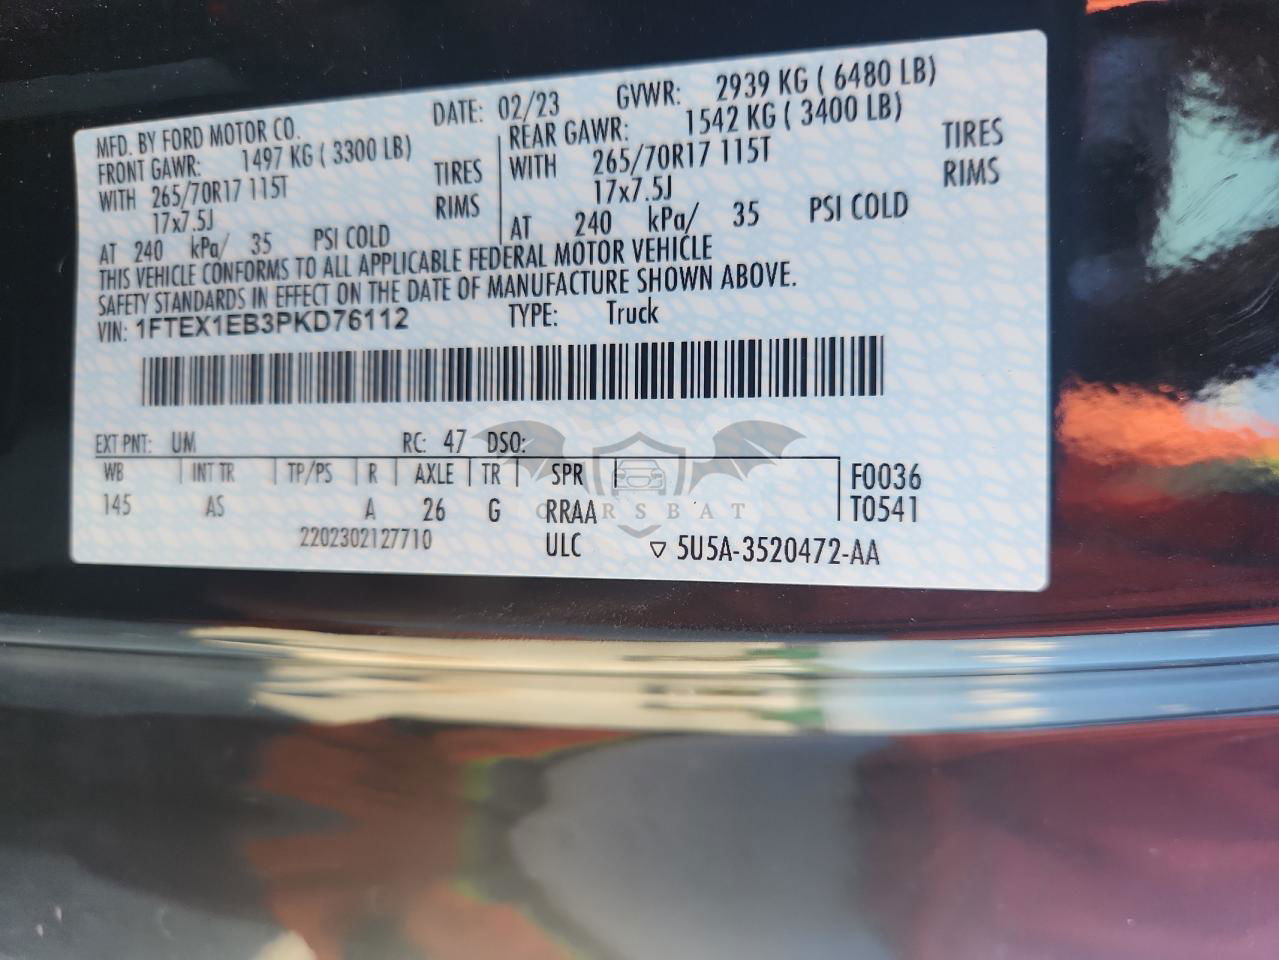 MFD. BY FORD MOTOR CO. DATE: 02/23 GVWR: 2939 KG ( 6480 LB)
FRONT GAWR: 1497 KG ( 3300 LB) REAR GAWR: 1542 KG ( 3400 LB)
WITH 265/70R17 115T TIRES WITH 265/70R17 115T TIRES
17x7.5J RIMS 17x7.5J RIMS
AT 240 kPa/ 35 PSI COLD AT 240 kPa/ 35 PSI COLD
THIS VEHICLE CONFORMS TO ALL APPLICABLE FEDERAL MOTOR VEHICLE
SAFETY STANDARDS IN EFFECT ON THE DATE OF MANUFACTURE SHOWN ABOVE.
VIN: 1FTEX1EB3PKD76112 TYPE: Truck
EXT PNT: UM RC: 47 DSO:
WB INT TR TP/PS R AXLE TR SPR F0036
145 AS A 26 G RRAA T0541
2202302127710 ULC ▽ 5U5A-3520472-AA
CARSBAT